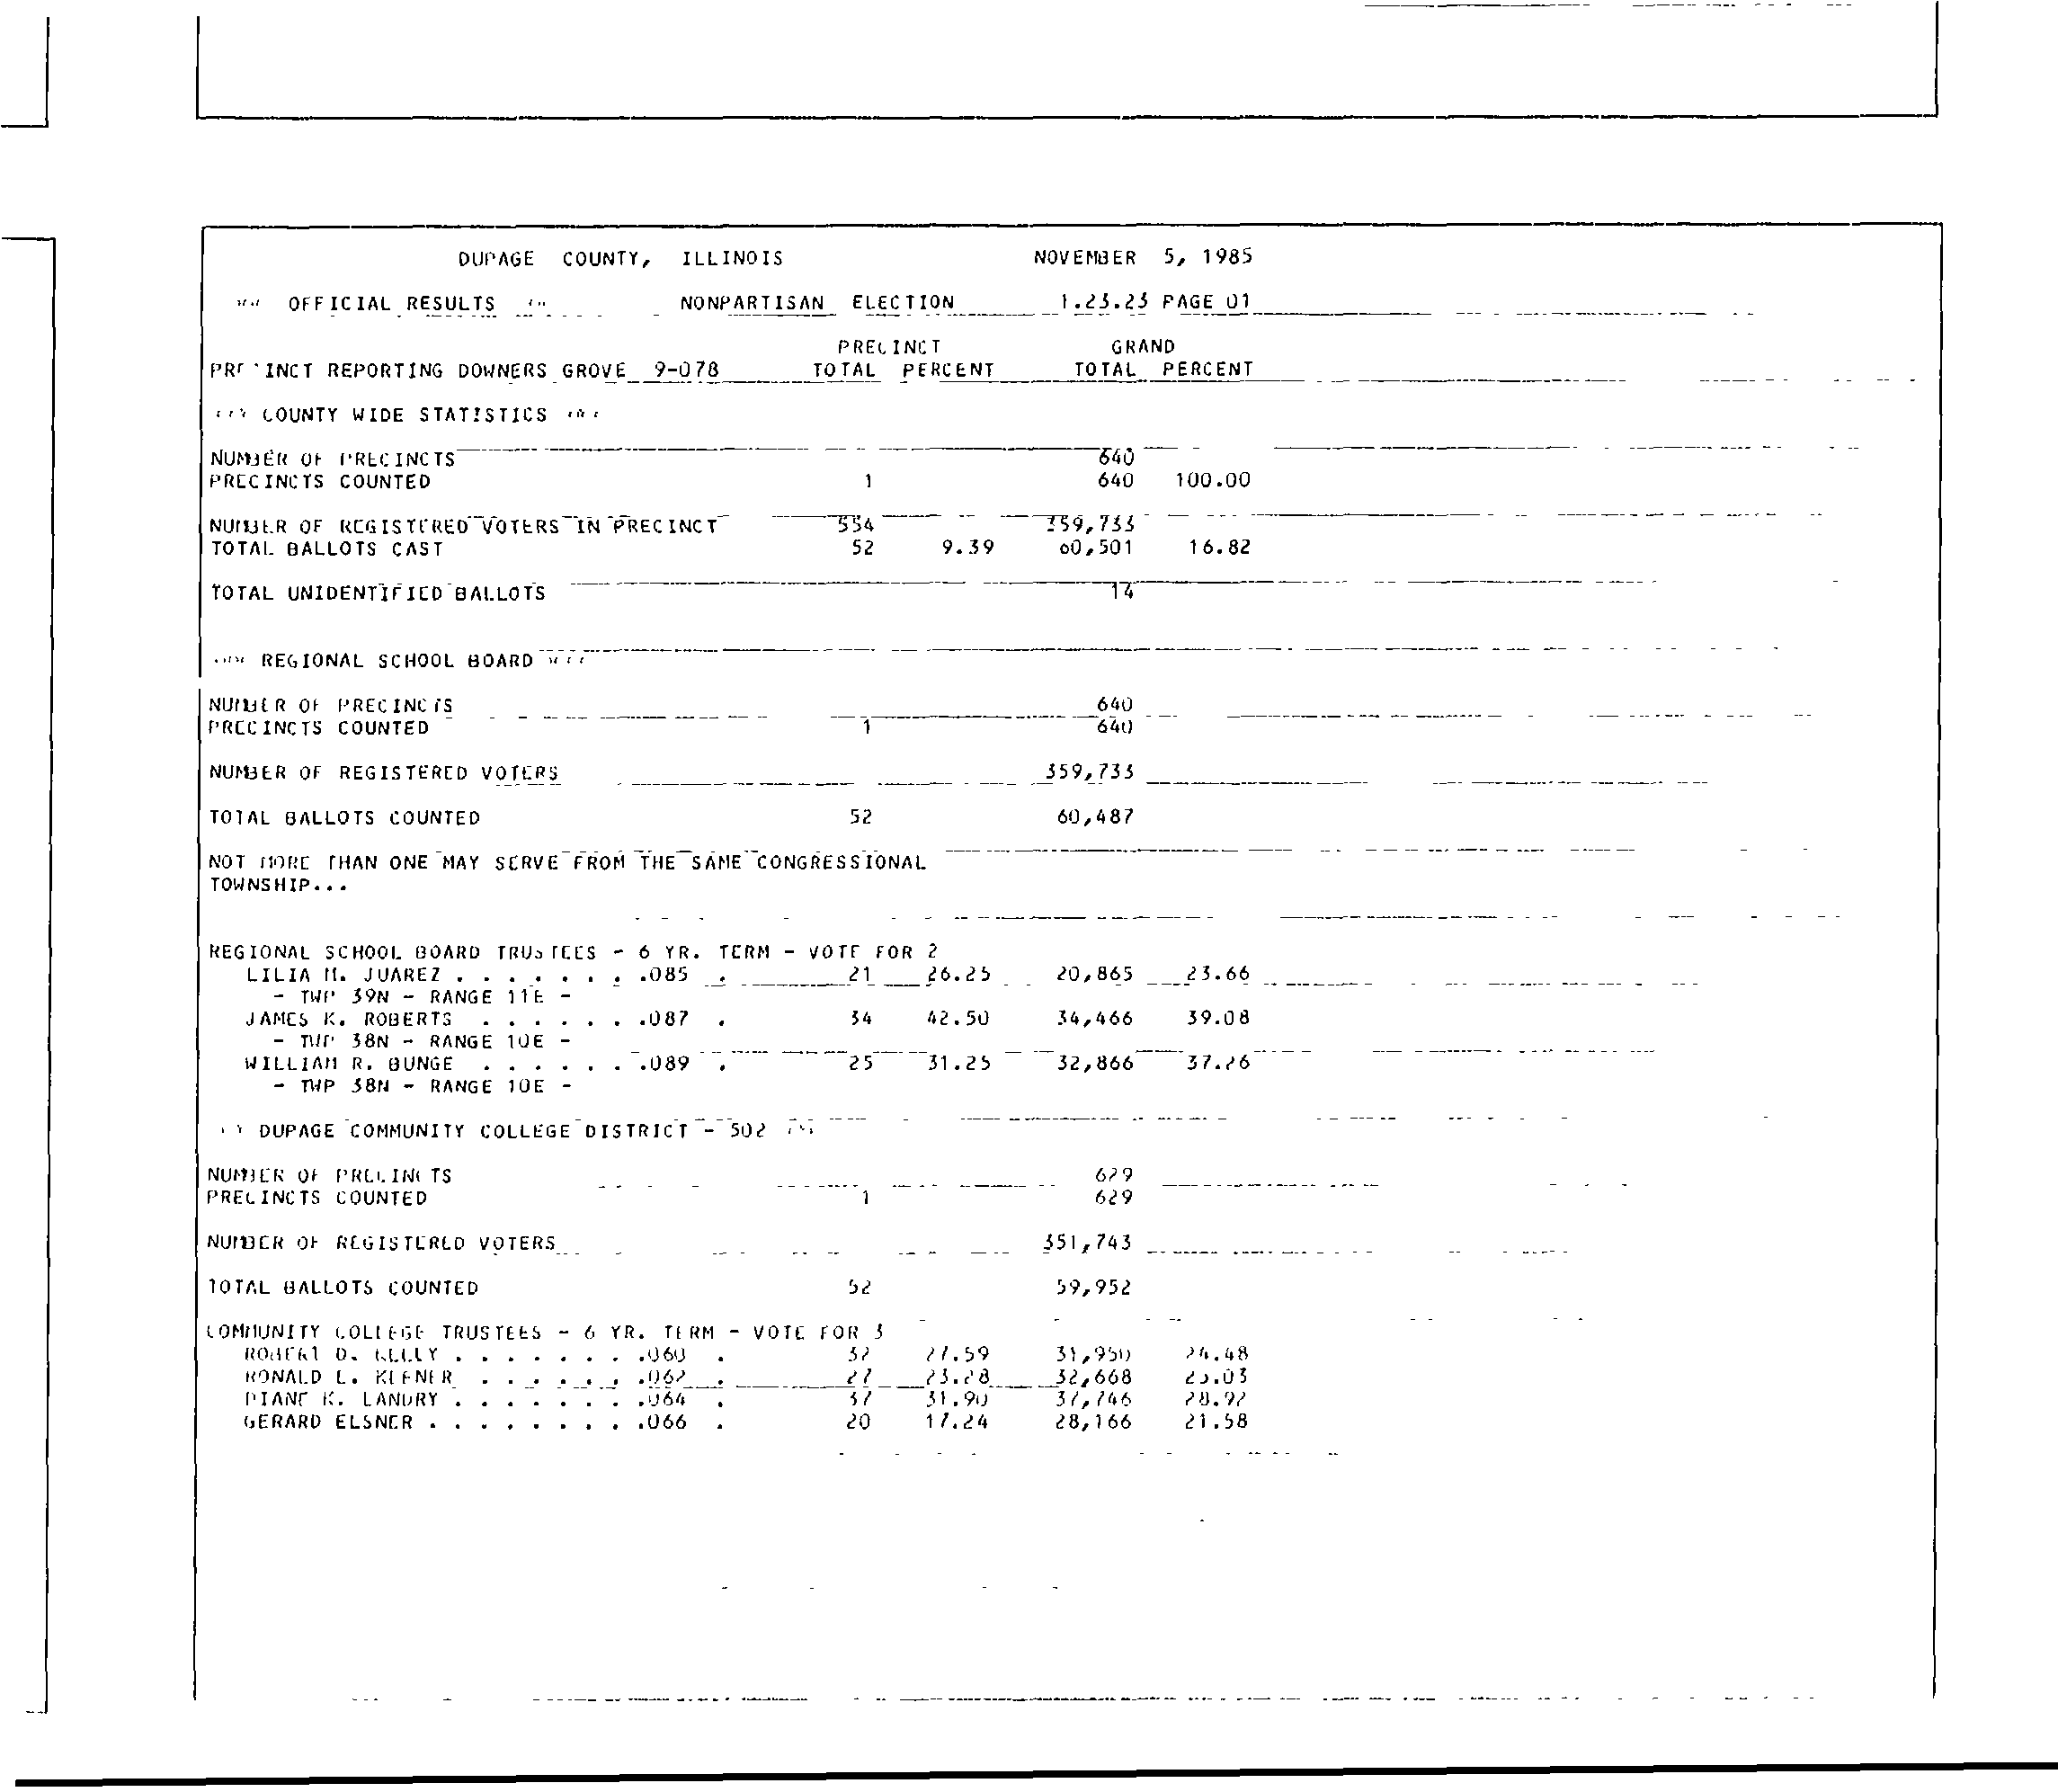 DUPAGE COUNTY, ILLINOIS NOVEMBER 5, 1985
OFFICIAL RESULTS NONPARTISAN ELECTION 1.23.23 PAGE 01
PRECINCT GRAND
PRECINCT REPORTING DOWNERS GROVE 9-078 TOTAL PERCENT TOTAL PERCENT
*** COUNTY WIDE STATISTICS ***
NUMBER OF PRECINCTS 640
PRECINCTS COUNTED 1 640 100.00
NUMBER OF REGISTERED VOTERS IN PRECINCT 554 359,733
TOTAL BALLOTS CAST 52 9.39 60,501 16.82
TOTAL UNIDENTIFIED BALLOTS 14
*** REGIONAL SCHOOL BOARD ***
NUMBER OF PRECINCTS 640
PRECINCTS COUNTED 1 640
NUMBER OF REGISTERED VOTERS 359,733
TOTAL BALLOTS COUNTED 52 60,487
NOT MORE THAN ONE MAY SERVE FROM THE SAME CONGRESSIONAL
TOWNSHIP...
REGIONAL SCHOOL BOARD TRUSTEES - 6 YR. TERM - VOTE FOR 2
LILIA M. JUAREZ . . . . . . . .085 . 21 26.25 20,865 23.66
- TWP 39N - RANGE 11E -
JAMES K. ROBERTS . . . . . . .087 . 34 42.50 34,466 39.08
- TWP 38N - RANGE 10E -
WILLIAM R. BUNGE . . . . . . .089 . 25 31.25 32,866 37.26
- TWP 38N - RANGE 10E -
DUPAGE COMMUNITY COLLEGE DISTRICT - 502
NUMBER OF PRECINCTS 629
PRECINCTS COUNTED 1 629
NUMBER OF REGISTERED VOTERS 351,743
TOTAL BALLOTS COUNTED 52 59,952
COMMUNITY COLLEGE TRUSTEES - 6 YR. TERM - VOTE FOR 3
ROBERT D. KELLY . . . . . . . .060 . 32 27.59 31,950 24.48
RONALD L. KEENER . . . . . . .062 . 27 23.28 32,668 25.03
DIANE K. LANDRY . . . . . . . .064 . 37 31.90 37,746 28.92
GERARD ELSNER . . . . . . . . .066 . 20 17.24 28,166 21.58